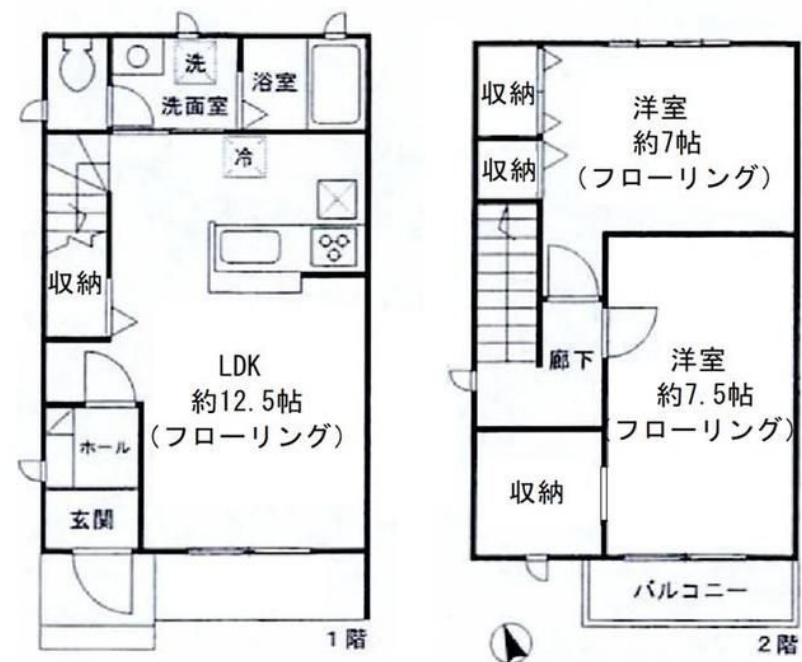 洗
洗面室
浴室
冷
収納
LDK
約12.5帖
(フローリング)
ホール
玄関
1階
収納
収納
洋室
約7帖
(フローリング)
廊下
洋室
約7.5帖
(フローリング)
収納
バルコニー
2階